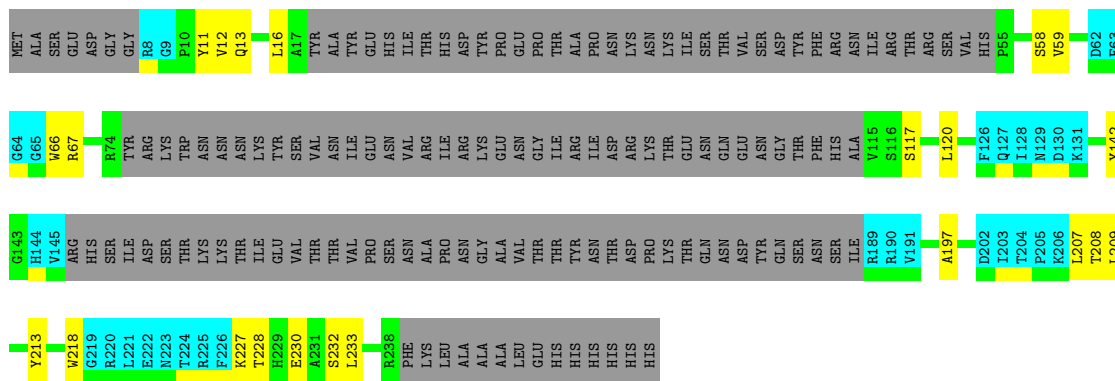 MET ALA SER GLU ASP GLY GLY R8 G9 P10 Y11 V12 Q13 L16 A17 TYR ALA TYR GLU HIS ILE THR HIS ASP TYR PRO GLU PRO THR ALA PRO ASN LYS ASN LYS ILE SER THR VAL SER ASP TYR PHE ARG ASN ILE ARG THR ARG SER VAL HIS P55 S58 V59 D62
G64 G65 W66 R67 R74 TYR ARG LYS TRP ASN ASN ASN LYS TYR SER VAL ASN ILE GLU ASN VAL ARG ILE ARG LYS GLU ASN GLY ILE ARG ILE ASP ARG LYS THR GLU ASN GLN GLU ASN GLY THR PHE HIS ALA V115 S116 S117 L120 F126 Q127 I128 N129 D130 K131
G143 H144 V145 ARG HIS SER ILE ASP SER THR LYS LYS THR ILE GLU VAL THR THR VAL PRO SER ASN ALA PRO ASN GLY ALA VAL THR THR TYR ASN THR ASP PRO LYS THR GLN ASN ASP TYR GLN SER ASN SER ILE R189 R190 V191 A197 D202 I203 T204 P205 K206 L207 T208 L209
Y213 W218 G219 R220 L221 E222 N223 T224 R225 F226 K227 T228 H229 E230 A231 S232 L233 R238 PHE LYS LEU ALA ALA ALA LEU GLU HIS HIS HIS HIS HIS HIS